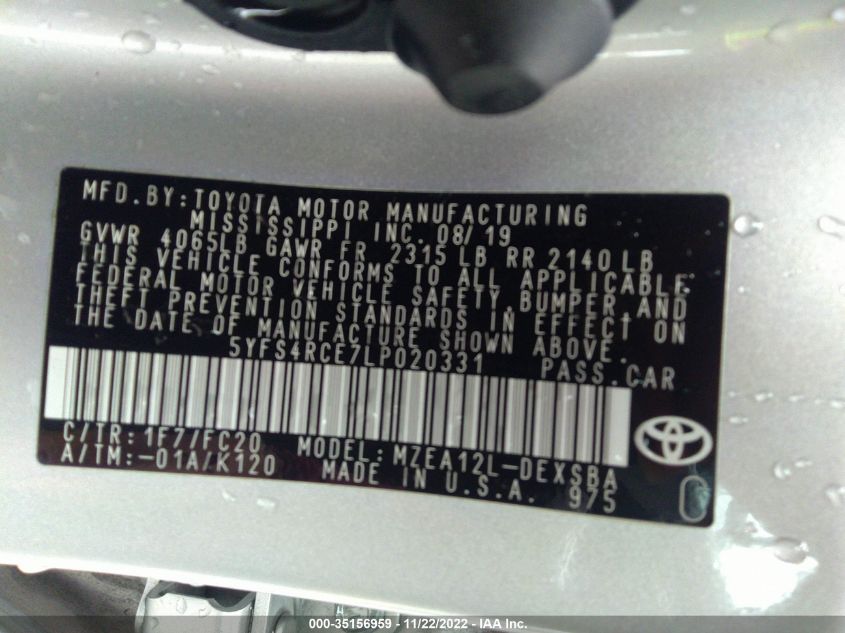 MFD.BY:TOYOTA MOTOR MANUFACTURING
MISSISSIPPI INC. 08/19
GVWR 4065LB GAWR FR 2315 LB RR 2140 LB
THIS VEHICLE CONFORMS TO ALL APPLICABLE
FEDERAL MOTOR VEHICLE SAFETY, BUMPER, AND
THEFT PREVENTION STANDARDS IN EFFECT ON
THE DATE OF MANUFACTURE SHOWN ABOVE.
5YFS4RCE7LP020331 PASS.CAR
C/TR:1F7/FC20 MODEL:MZEA12L-DEXSBA
A/TM:-01A/K120 MADE IN U.S.A. 975
000-35156959 - 11/22/2022 - IAA Inc.